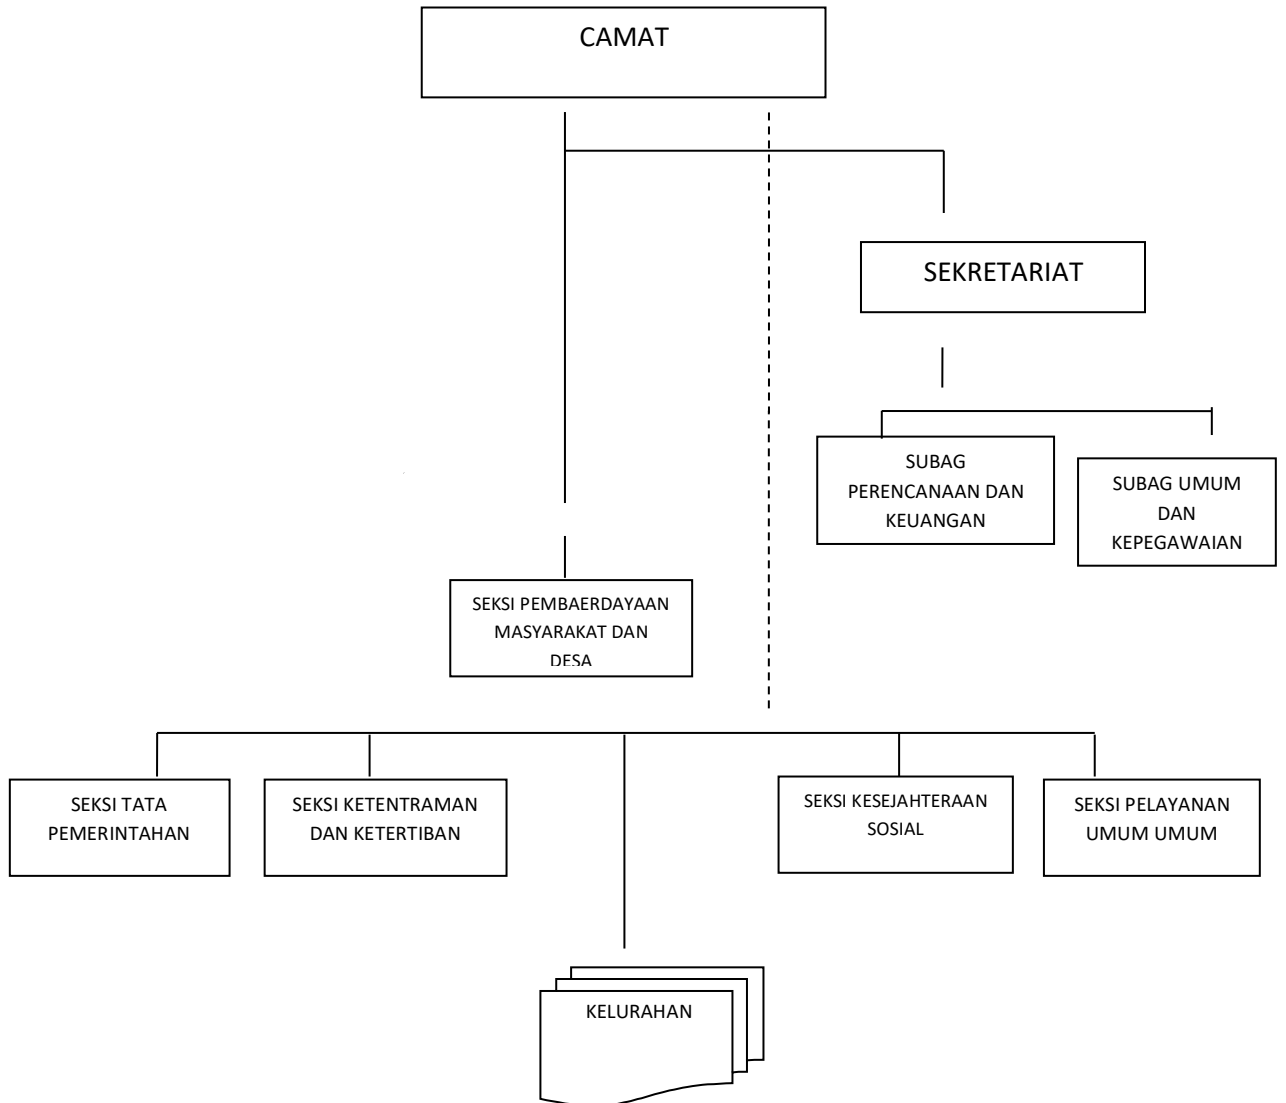 CAMAT
SEKRETARIAT
SUBAG
PERENCANAAN DAN
KEUANGAN
SUBAG UMUM
DAN
KEPEGAWAIAN
SEKSI PEMBAERDAYAAN
MASYARAKAT DAN
DESA
SEKSI TATA
PEMERINTAHAN
SEKSI KETENTRAMAN
DAN KETERTIBAN
SEKSI KESEJAHTERAAN
SOSIAL
SEKSI PELAYANAN
UMUM UMUM
KELURAHAN